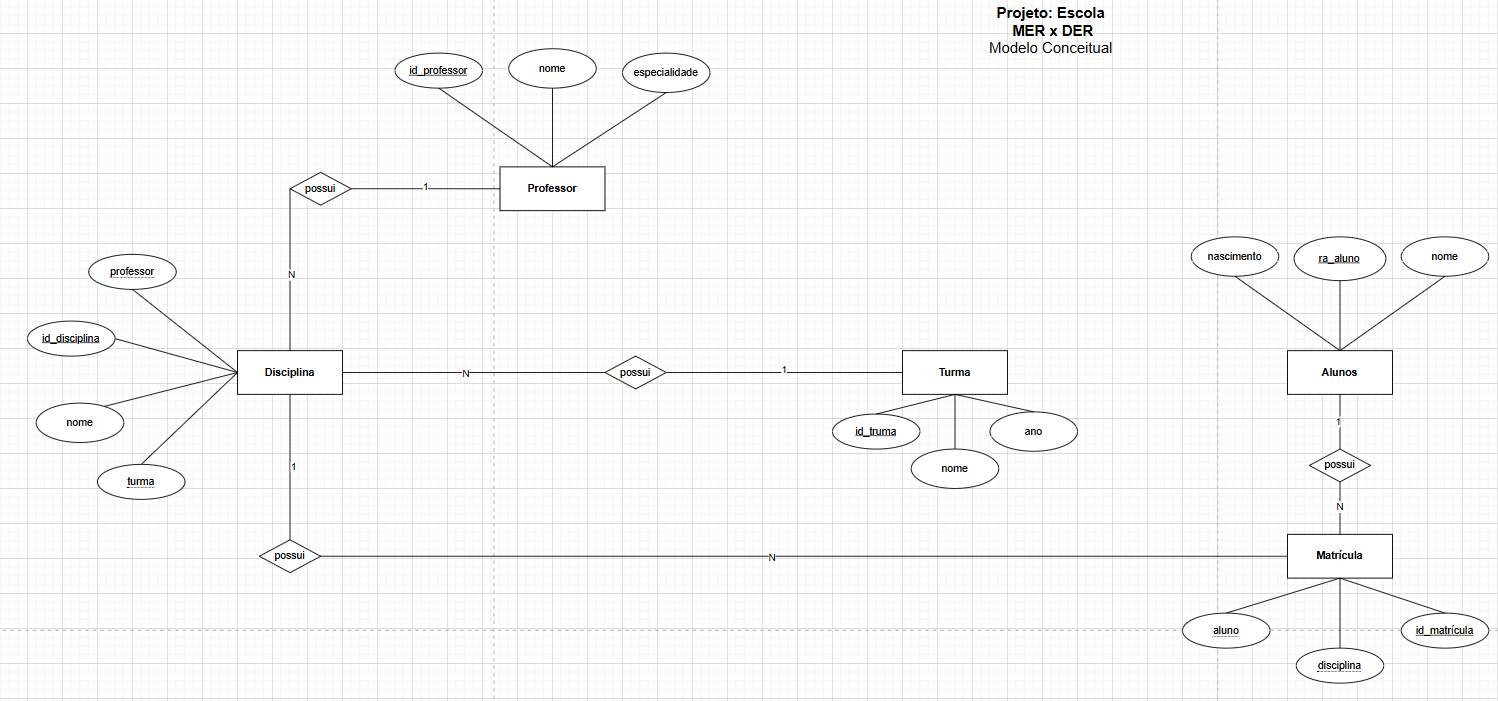 Projeto: Escola
MER x DER
Modelo Conceitual
id_professor
nome
especialidade
possui
1
Professor
N
professor
id_disciplina
nome
turma
Disciplina
N
possui
1
Turma
id_truma
nome
ano
nascimento
ra_aluno
nome
Alunos
1
possui
N
1
possui
N
Matrícula
aluno
disciplina
id_matrícula